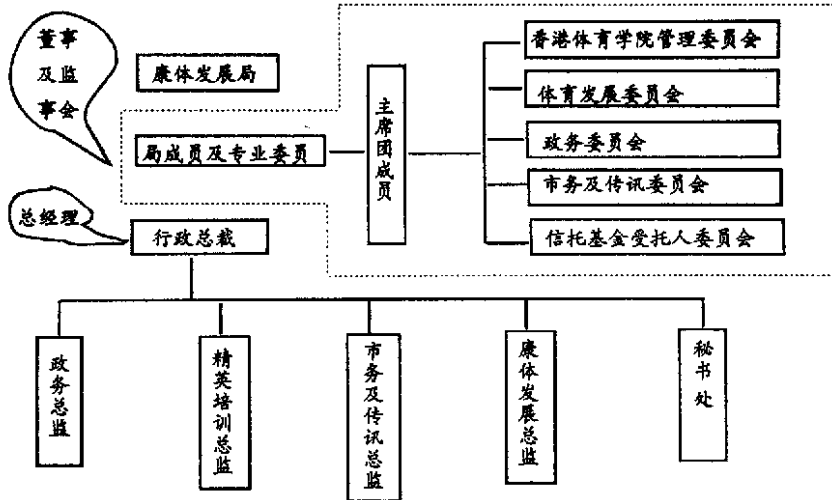 董事
及监
事会
康体发展局
局成员及专业委员
主席团成员
香港体育学院管理委员会
体育发展委员会
政务委员会
市务及传讯委员会
信托基金受托人委员会
总经理
行政总裁
政务总监
精英培训总监
市务及传讯总监
康体发展总监
秘书处